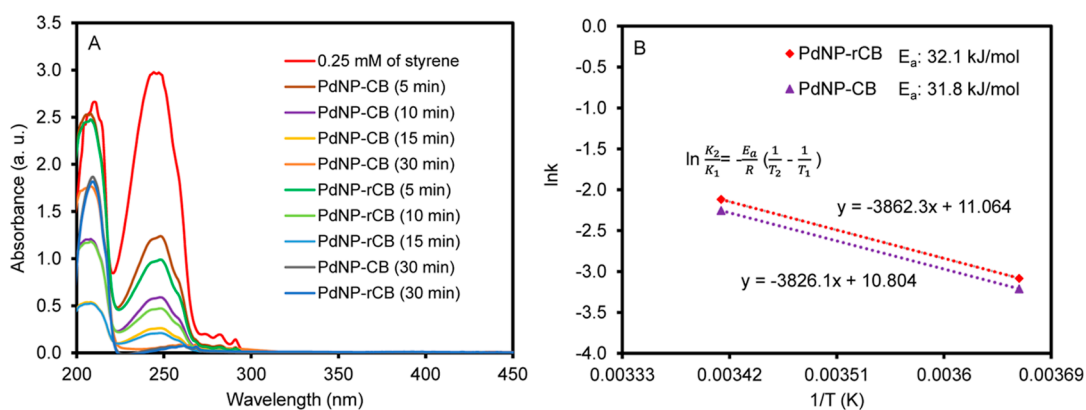 A
3.5
3.0
2.5
2.0
1.5
1.0
0.5
0.0
Absorbance (a. u.)
200
250
300
350
400
450
Wavelength (nm)
0.25 mM of styrene
PdNP-CB (5 min)
PdNP-CB (10 min)
PdNP-CB (15 min)
PdNP-CB (30 min)
PdNP-rCB (5 min)
PdNP-rCB (10 min)
PdNP-rCB (15 min)
PdNP-CB (30 min)
PdNP-rCB (30 min)
B
0.0
-0.5
-1.0
-1.5
-2.0
-2.5
-3.0
-3.5
-4.0
lnk
0.00333
0.00342
0.00351
0.0036
0.00369
1/T (K)
PdNP-rCB Ea: 32.1 kJ/mol
PdNP-CB Ea: 31.8 kJ/mol
ln K2/K1 = -Ea/R (1/T2 - 1/T1)
y = -3862.3x + 11.064
y = -3826.1x + 10.804